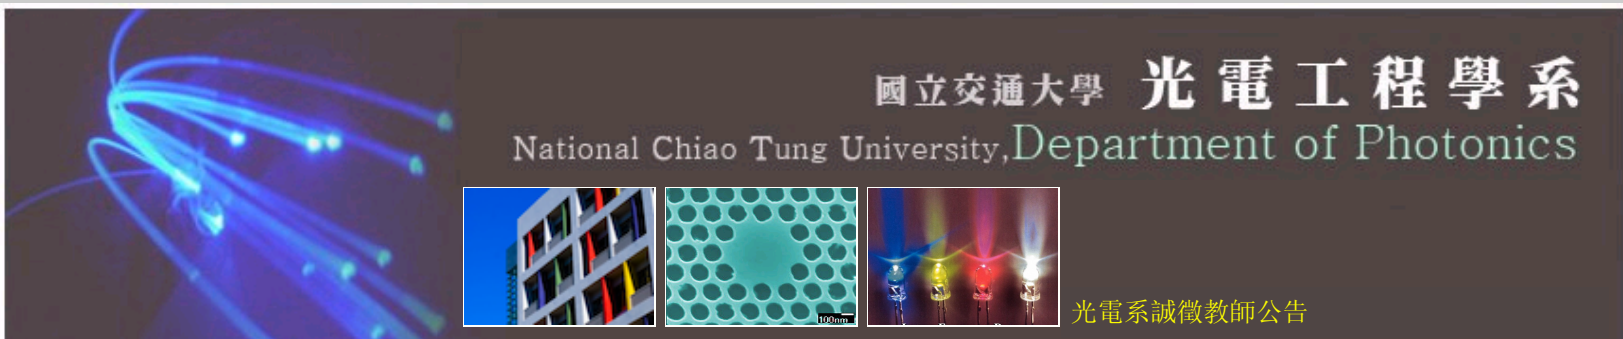 國立交通大學 光電工程學系
National Chiao Tung University,Department of Photonics
100nm
光電系誠徵教師公告